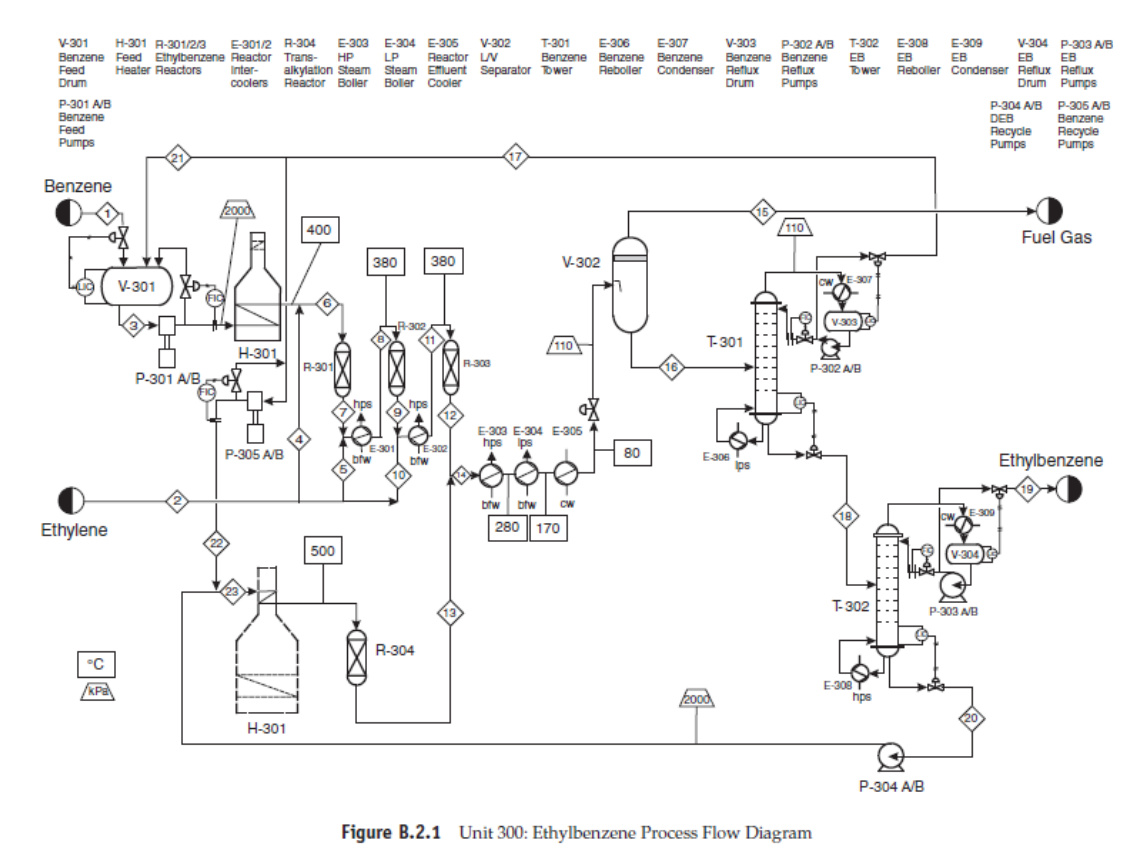 V-301 H-301 R-301/2/3 E-301/2 R-304 E-303 E-304 E-305 V-302 T-301 E-306 E-307 V-303 P-302 A/B T-302 E-308 E-309 V-304 P-303 A/B
Benzene Feed Ethylbenzene Reactor Trans- HP LP Reactor L/V Benzene Benzene Benzene Benzene Benzene EB EB EB EB EB
Feed Heater Reactors Inter- alkylation Steam Steam Effluent Separator Tower Reboiler Condenser Reflux Reflux Tower Reboiler Condenser Reflux Reflux
Drum coolers Reactor Boiler Boiler Cooler Drum Pumps Drum Pumps
P-301 A/B P-304 A/B P-305 A/B
Benzene DEB Benzene
Feed Recycle Recycle
Pumps Pumps Pumps
21
17
Benzene
1
2000
400
15
110
Fuel Gas
380
380
V-302
cw
E-307
LIC
V-301
FIC
6
8
R-302
11
FIC
V-303
LIC
3
H-301
110
T-301
P-302 A/B
R-301
R-303
16
P-301 A/B
FIC
7
hps
9
hps
12
LIC
4
E-301
bfw
E-302
bfw
E-303
hps
E-304
lps
E-305
P-305 A/B
80
E-306
lps
5
10
14
Ethylbenzene
2
bfw
bfw
cw
19
Ethylene
280
170
18
cw
E-309
22
500
FIC
V-304
LIC
23
13
T-302
P-303 A/B
R-304
LIC
°C
E-308
hps
kPa
2000
20
H-301
P-304 A/B
Figure B.2.1 Unit 300: Ethylbenzene Process Flow Diagram